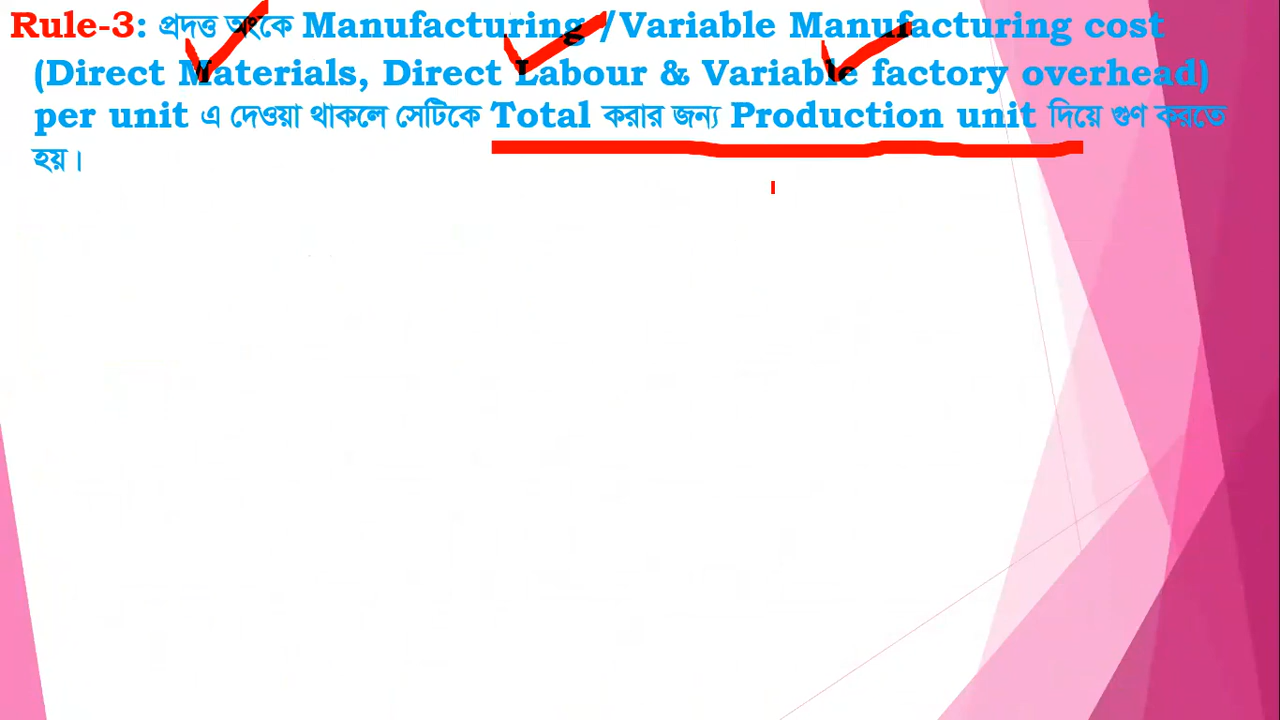 Rule-3: প্রদত্ত অংকে Manufacturing /Variable Manufacturing cost
(Direct Materials, Direct Labour & Variable factory overhead)
per unit এ দেওয়া থাকলে সেটিকে Total করার জন্য Production unit দিয়ে গুণ করতে
হয়।